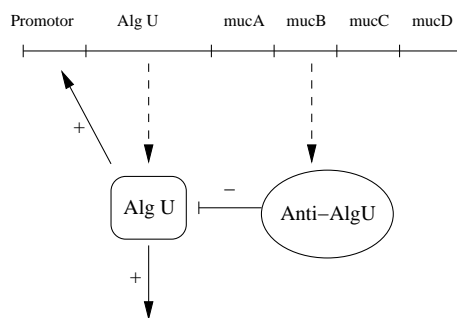 Promotor Alg U mucA mucB mucC mucD
+
−
Alg U
Anti−AlgU
+